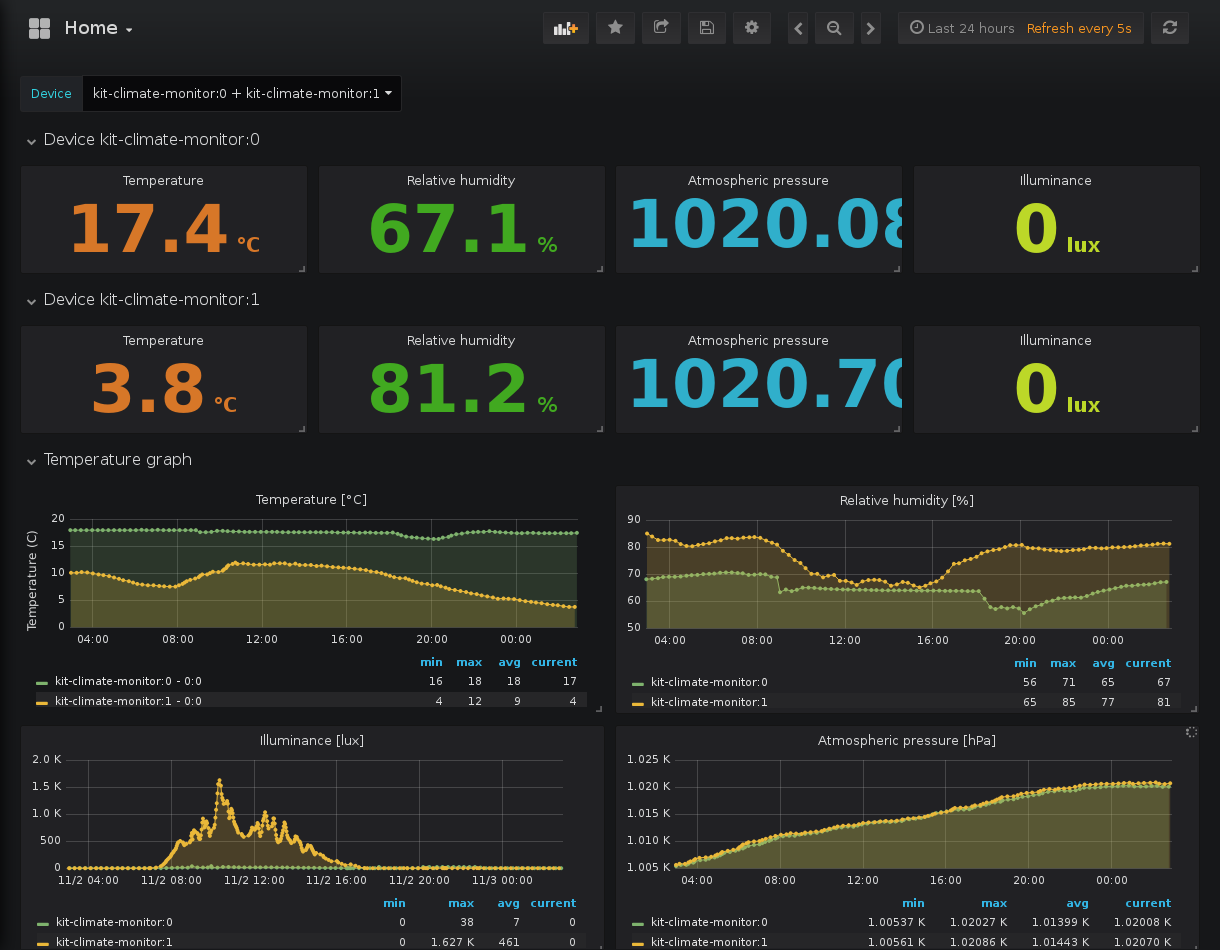 Home
Last 24 hours Refresh every 5s
Device kit-climate-monitor:0 + kit-climate-monitor:1
Device kit-climate-monitor:0
Temperature Relative humidity Atmospheric pressure Illuminance
17.4 °C 67.1 % 1020.08 0 lux
Device kit-climate-monitor:1
Temperature Relative humidity Atmospheric pressure Illuminance
3.8 °C 81.2 % 1020.70 0 lux
Temperature graph
Temperature [°C]
Temperature (C)
20
15
10
5
0
04:00 08:00 12:00 16:00 20:00 00:00
min max avg current
kit-climate-monitor:0 - 0:0 16 18 18 17
kit-climate-monitor:1 - 0:0 4 12 9 4
Relative humidity [%]
90
80
70
60
50
04:00 08:00 12:00 16:00 20:00 00:00
min max avg current
kit-climate-monitor:0 56 71 65 67
kit-climate-monitor:1 65 85 77 81
Illuminance [lux]
2.0 K
1.5 K
1.0 K
500
0
11/2 04:00 11/2 08:00 11/2 12:00 11/2 16:00 11/2 20:00 11/3 00:00
min max avg current
kit-climate-monitor:0 0 38 7 0
kit-climate-monitor:1 0 1.627 K 461 0
Atmospheric pressure [hPa]
1.025 K
1.020 K
1.015 K
1.010 K
1.005 K
04:00 08:00 12:00 16:00 20:00 00:00
min max avg current
kit-climate-monitor:0 1.00537 K 1.02027 K 1.01399 K 1.02008 K
kit-climate-monitor:1 1.00561 K 1.02086 K 1.01443 K 1.02070 K